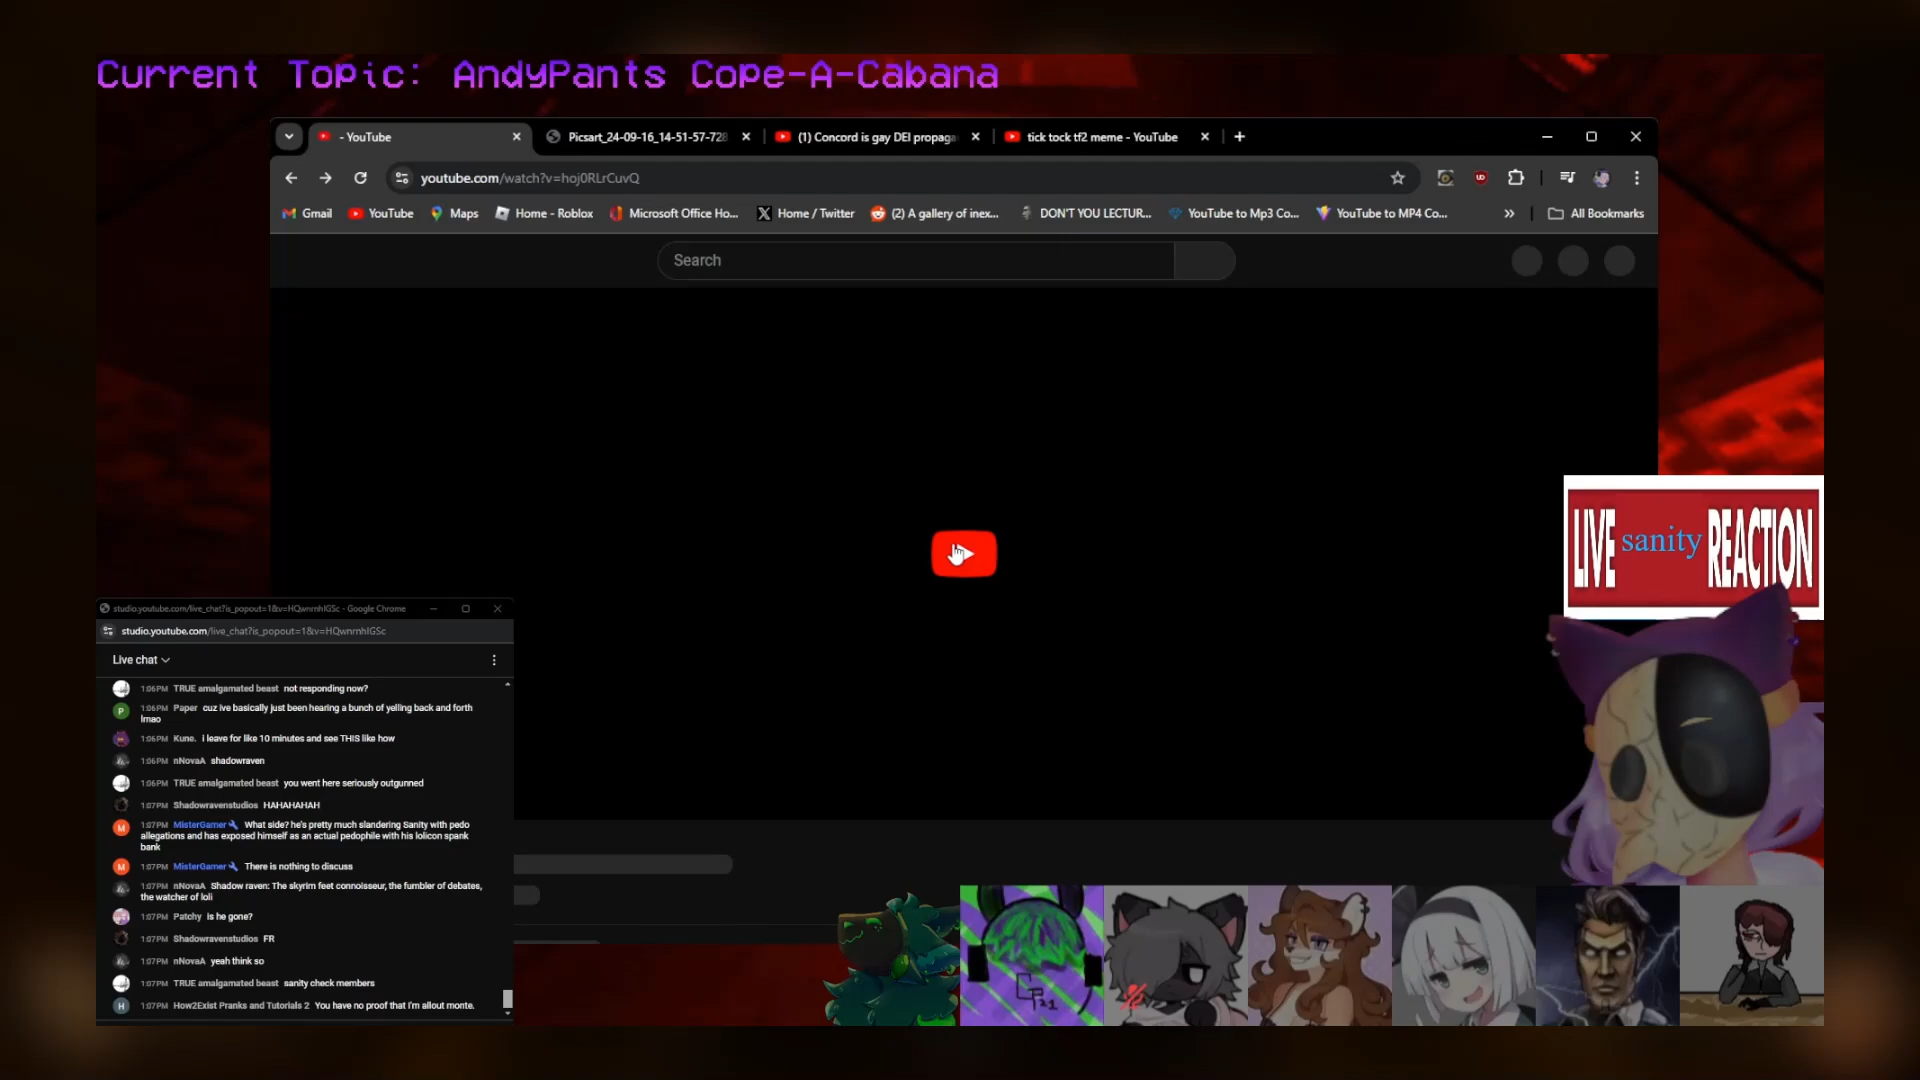 Current Topic: AndyPants Cope-A-Cabana
- YouTube
Picsart_24-09-16_14-51-57-728
(1) Concord is gay DEI propaga
tick tock tf2 meme - YouTube
youtube.com/watch?v=hoj0RLrCuvQ
Gmail
YouTube
Maps
Home - Roblox
Microsoft Office Ho...
Home / Twitter
(2) A gallery of inex...
DON'T YOU LECTUR...
YouTube to Mp3 Co...
YouTube to MP4 Co...
All Bookmarks
Search
LIVE sanity REACTION
studio.youtube.com/live_chat?is_popout=1&v=HQwnrnhIGSc - Google Chrome
studio.youtube.com/live_chat?is_popout=1&v=HQwnrnhIGSc
Live chat
1:06PM TRUE amalgamated beast not responding now?
1:06PM Paper cuz ive basically just been hearing a bunch of yelling back and forth
lmao
1:06PM Kune. i leave for like 10 minutes and see THIS like how
1:06PM nNovaA shadowraven
1:06PM TRUE amalgamated beast you went here seriously outgunned
1:07PM Shadowravenstudios HAHAHAHAH
1:07PM MisterGamer What side? he's pretty much slandering Sanity with pedo
allegations and has exposed himself as an actual pedophile with his lolicon spank
bank
1:07PM MisterGamer There is nothing to discuss
1:07PM nNovaA Shadow raven: The skyrim feet connoisseur, the fumbler of debates,
the watcher of loli
1:07PM Patchy is he gone?
1:07PM Shadowravenstudios FR
1:07PM nNovaA yeah think so
1:07PM TRUE amalgamated beast sanity check members
1:07PM How2Exist Pranks and Tutorials 2 You have no proof that I'm allout monte.